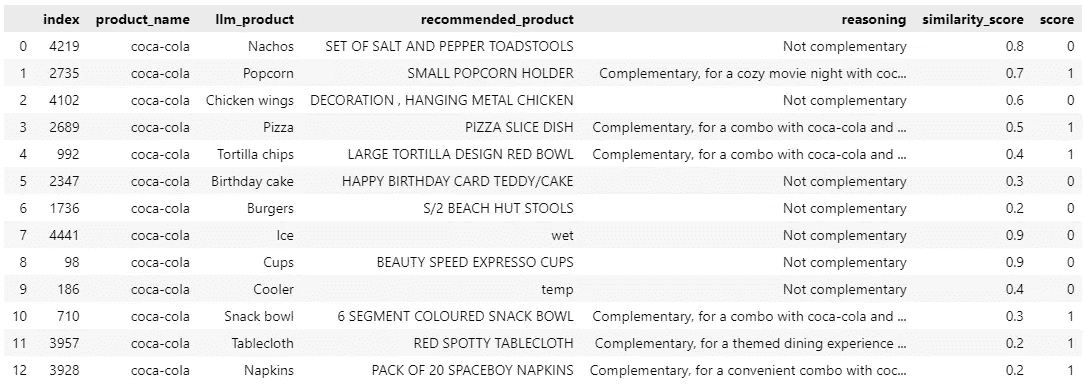 index product_name llm_product recommended_product reasoning similarity_score score
0 4219 coca-cola Nachos SET OF SALT AND PEPPER TOADSTOOLS Not complementary 0.8 0
1 2735 coca-cola Popcorn SMALL POPCORN HOLDER Complementary, for a cozy movie night with coc... 0.7 1
2 4102 coca-cola Chicken wings DECORATION , HANGING METAL CHICKEN Not complementary 0.6 0
3 2689 coca-cola Pizza PIZZA SLICE DISH Complementary, for a combo with coca-cola and ... 0.5 1
4 992 coca-cola Tortilla chips LARGE TORTILLA DESIGN RED BOWL Complementary, for a combo with coca-cola and ... 0.4 1
5 2347 coca-cola Birthday cake HAPPY BIRTHDAY CARD TEDDY/CAKE Not complementary 0.3 0
6 1736 coca-cola Burgers S/2 BEACH HUT STOOLS Not complementary 0.2 0
7 4441 coca-cola Ice wet Not complementary 0.9 0
8 98 coca-cola Cups BEAUTY SPEED EXPRESSO CUPS Not complementary 0.9 0
9 186 coca-cola Cooler temp Not complementary 0.4 0
10 710 coca-cola Snack bowl 6 SEGMENT COLOURED SNACK BOWL Complementary, for a combo with coca-cola and ... 0.3 1
11 3957 coca-cola Tablecloth RED SPOTTY TABLECLOTH Complementary, for a themed dining experience ... 0.2 1
12 3928 coca-cola Napkins PACK OF 20 SPACEBOY NAPKINS Complementary, for a convenient combo with coc... 0.2 1